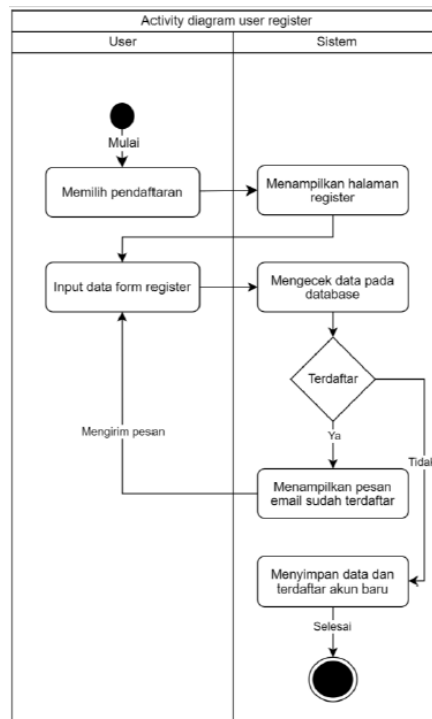 Activity diagram user register
User
Sistem
Mulai
Memilih pendaftaran
Menampilkan halaman
register
Input data form register
Mengecek data pada
database
Terdaftar
Ya
Tidak
Mengirim pesan
Menampilkan pesan
email sudah terdaftar
Menyimpan data dan
terdaftar akun baru
Selesai